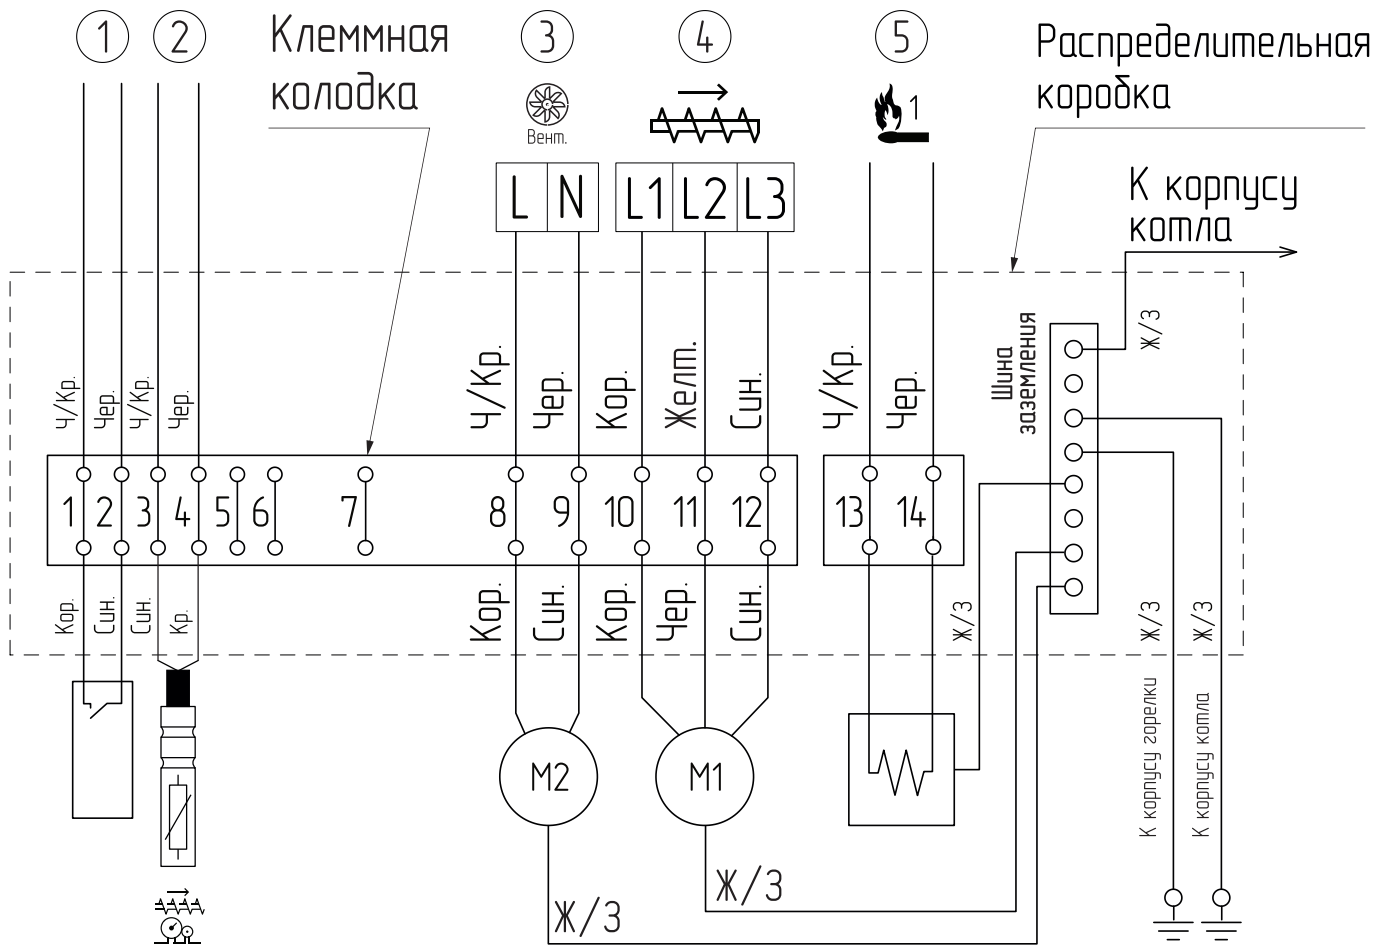 1 2 Клеммная 3 4 5 Распределительная
колодка коробка
Вент. 1
L N L1 L2 L3
К корпусу
котла
Ч/Кр. Чер. Ч/Кр. Чер. Ч/Кр. Чер. Кор. Желт. Син. Ч/Кр. Чер.
Шина
заземления
Ж/З
1 2 3 4 5 6 7 8 9 10 11 12 13 14
Кор. Син. Син. Кр. Кор. Син. Кор. Чер. Син. Ж/З Ж/З Ж/З
К корпусу горелки
К корпусу котла
М2 М1
Ж/З
Ж/З